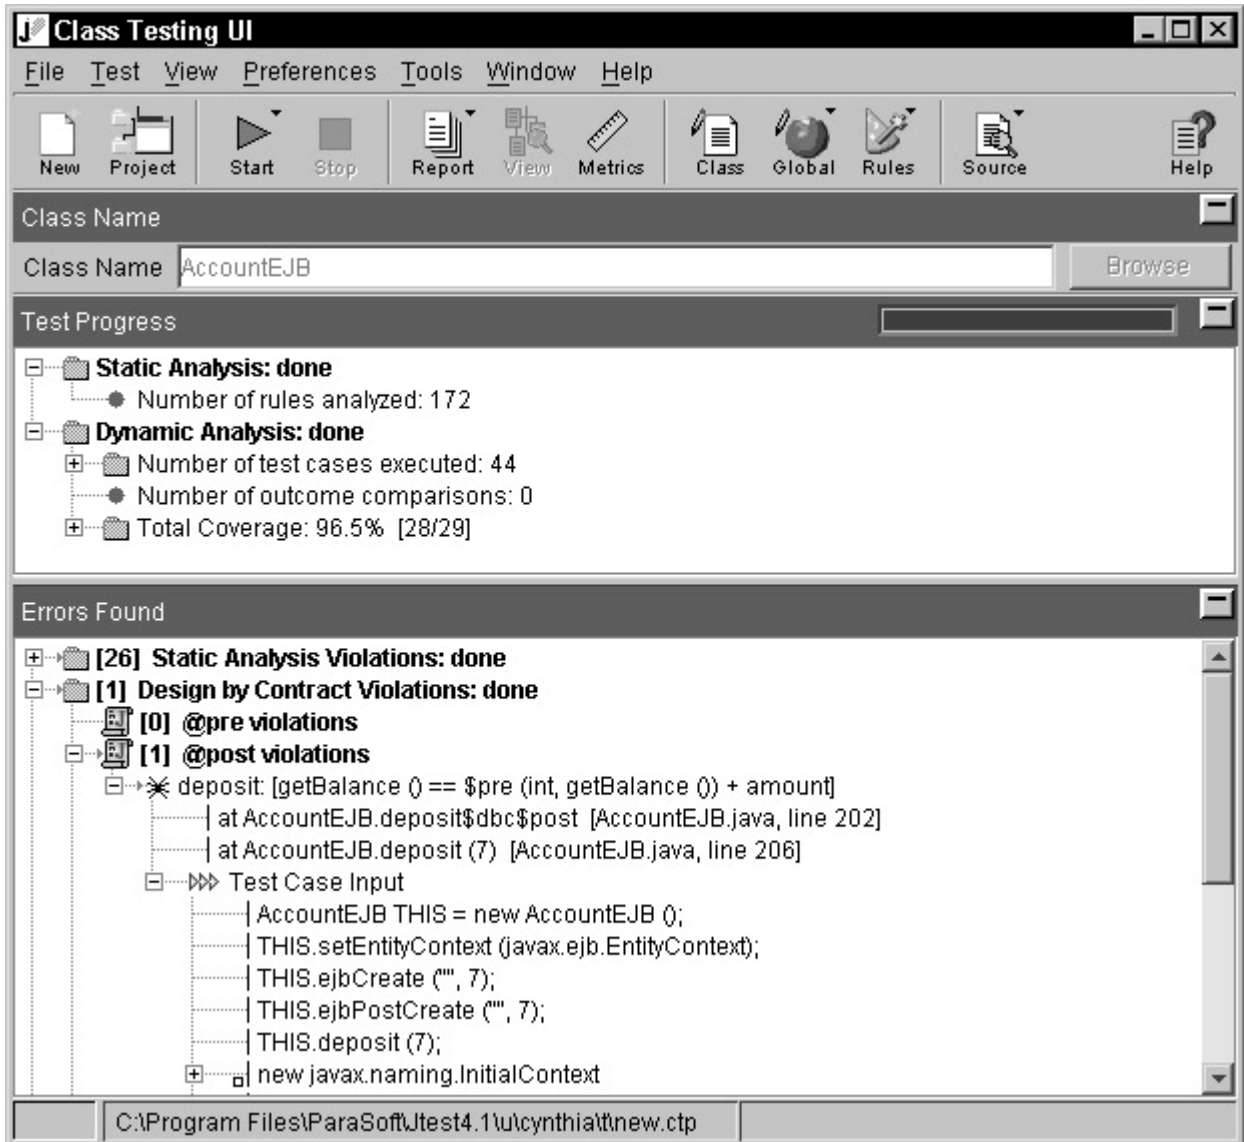 Class Testing UI
File Test View Preferences Tools Window Help
New Project Start Stop Report View Metrics Class Global Rules Source Help
Class Name
Class Name AccountEJB Browse
Test Progress
Static Analysis: done
Number of rules analyzed: 172
Dynamic Analysis: done
Number of test cases executed: 44
Number of outcome comparisons: 0
Total Coverage: 96.5% [28/29]
Errors Found
[26] Static Analysis Violations: done
[1] Design by Contract Violations: done
[0] @pre violations
[1] @post violations
deposit: [getBalance () == $pre (int, getBalance ()) + amount]
at AccountEJB.deposit$dbc$post [AccountEJB.java, line 202]
at AccountEJB.deposit (7) [AccountEJB.java, line 206]
Test Case Input
AccountEJB THIS = new AccountEJB ();
THIS.setEntityContext (javax.ejb.EntityContext);
THIS.ejbCreate ("", 7);
THIS.ejbPostCreate ("", 7);
THIS.deposit (7);
new javax.naming.InitialContext
C:\Program Files\ParaSoft\Jtest4.1\u\cynthia\t\new.ctp